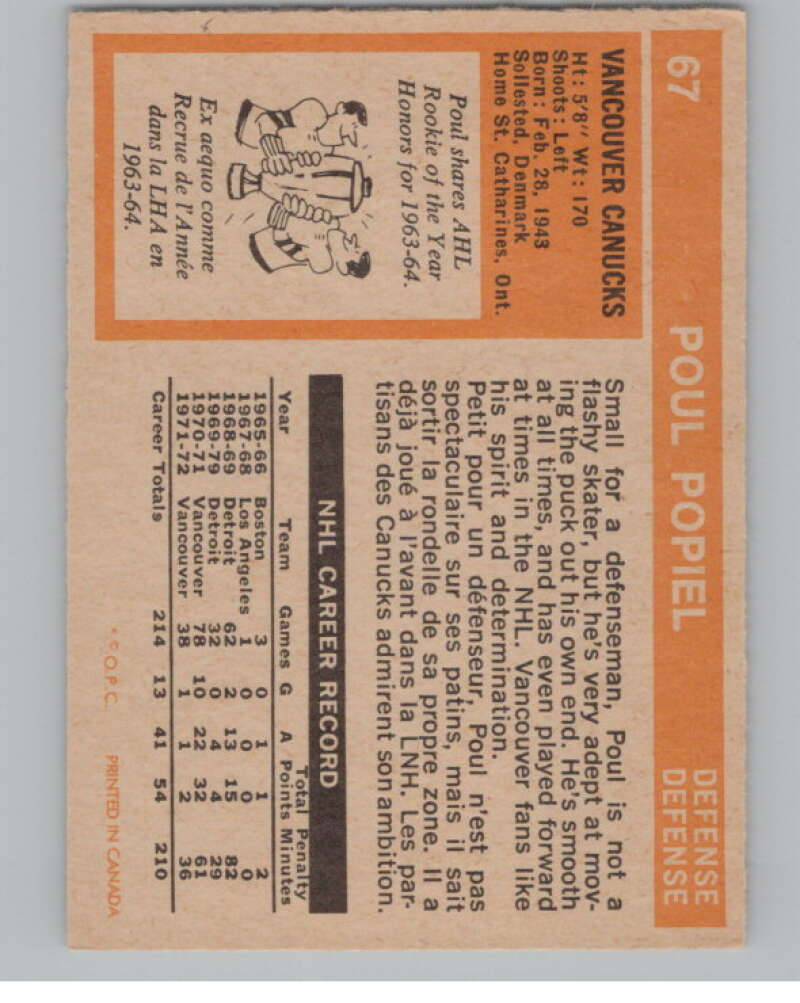 67 POUL POPIEL DEFENSE
DEFENSE
VANCOUVER CANUCKS
Ht: 5'8" Wt: 170
Shoots: Left
Born: Feb. 28, 1943
Sollested, Denmark
Home St. Catharines, Ont.
Poul shares AHL
Rookie of the Year
Honors for 1963-64.
Ex aequo comme
Recrue de l'Année
dans la LHA en
1963-64.
Small for a defenseman, Poul is not a
flashy skater, but he's very adept at mov-
ing the puck out his own end. He's smooth
at all times, and has even played forward
at times in the NHL. Vancouver fans like
his spirit and determination.
Petit pour un défenseur, Poul n'est pas
spectaculaire sur ses patins, mais il sait
sortir la rondelle de sa propre zone. Il a
déjà joué à l'avant dans la LNH. Les par-
tisans des Canucks admirent son ambition.
NHL CAREER RECORD
Total Penalty
Year Team Games G A Points Minutes
1965-66 Boston 3 0 1 1 2
1967-68 Los Angeles 1 0 0 0 0
1968-69 Detroit 62 2 13 15 82
1969-79 Detroit 32 0 4 4 29
1970-71 Vancouver 78 10 22 32 61
1971-72 Vancouver 38 1 1 2 36
Career Totals 214 13 41 54 210
* © O.P.C. PRINTED IN CANADA